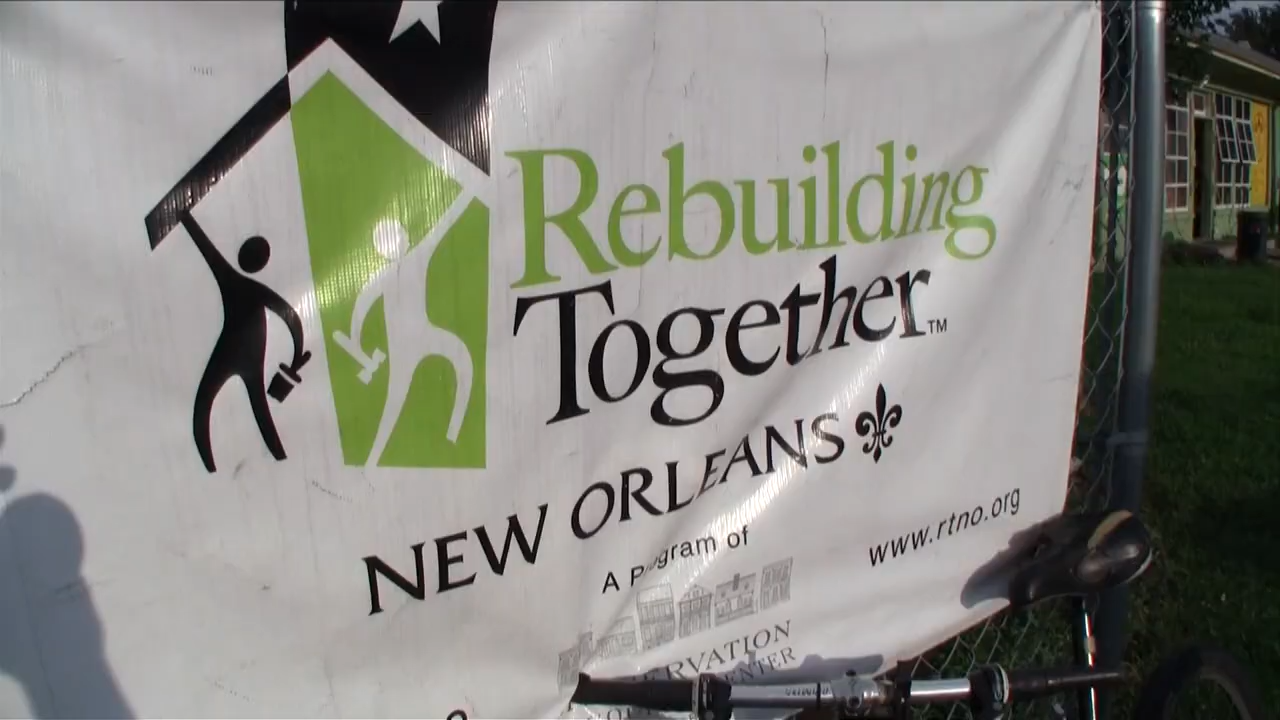 Rebuilding
Together™
NEW ORLEANS
A Program of
www.rtno.org